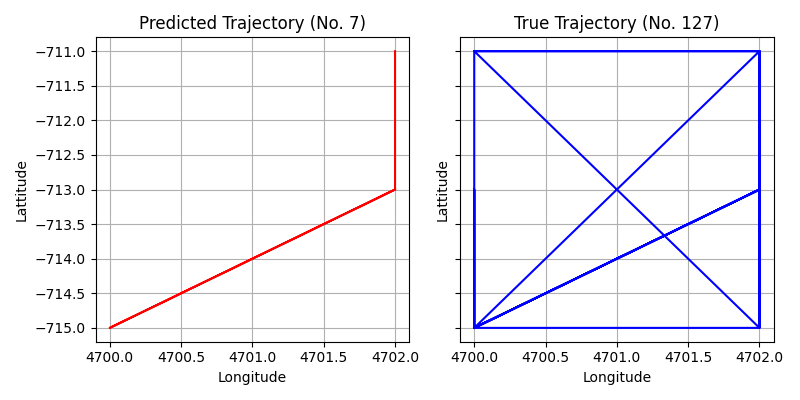 Predicted Trajectory (No. 7)
True Trajectory (No. 127)
Lattitude
−711.0
−711.5
−712.0
−712.5
−713.0
−713.5
−714.0
−714.5
−715.0
4700.0 4700.5 4701.0 4701.5 4702.0
Longitude
Lattitude
4700.0 4700.5 4701.0 4701.5 4702.0
Longitude